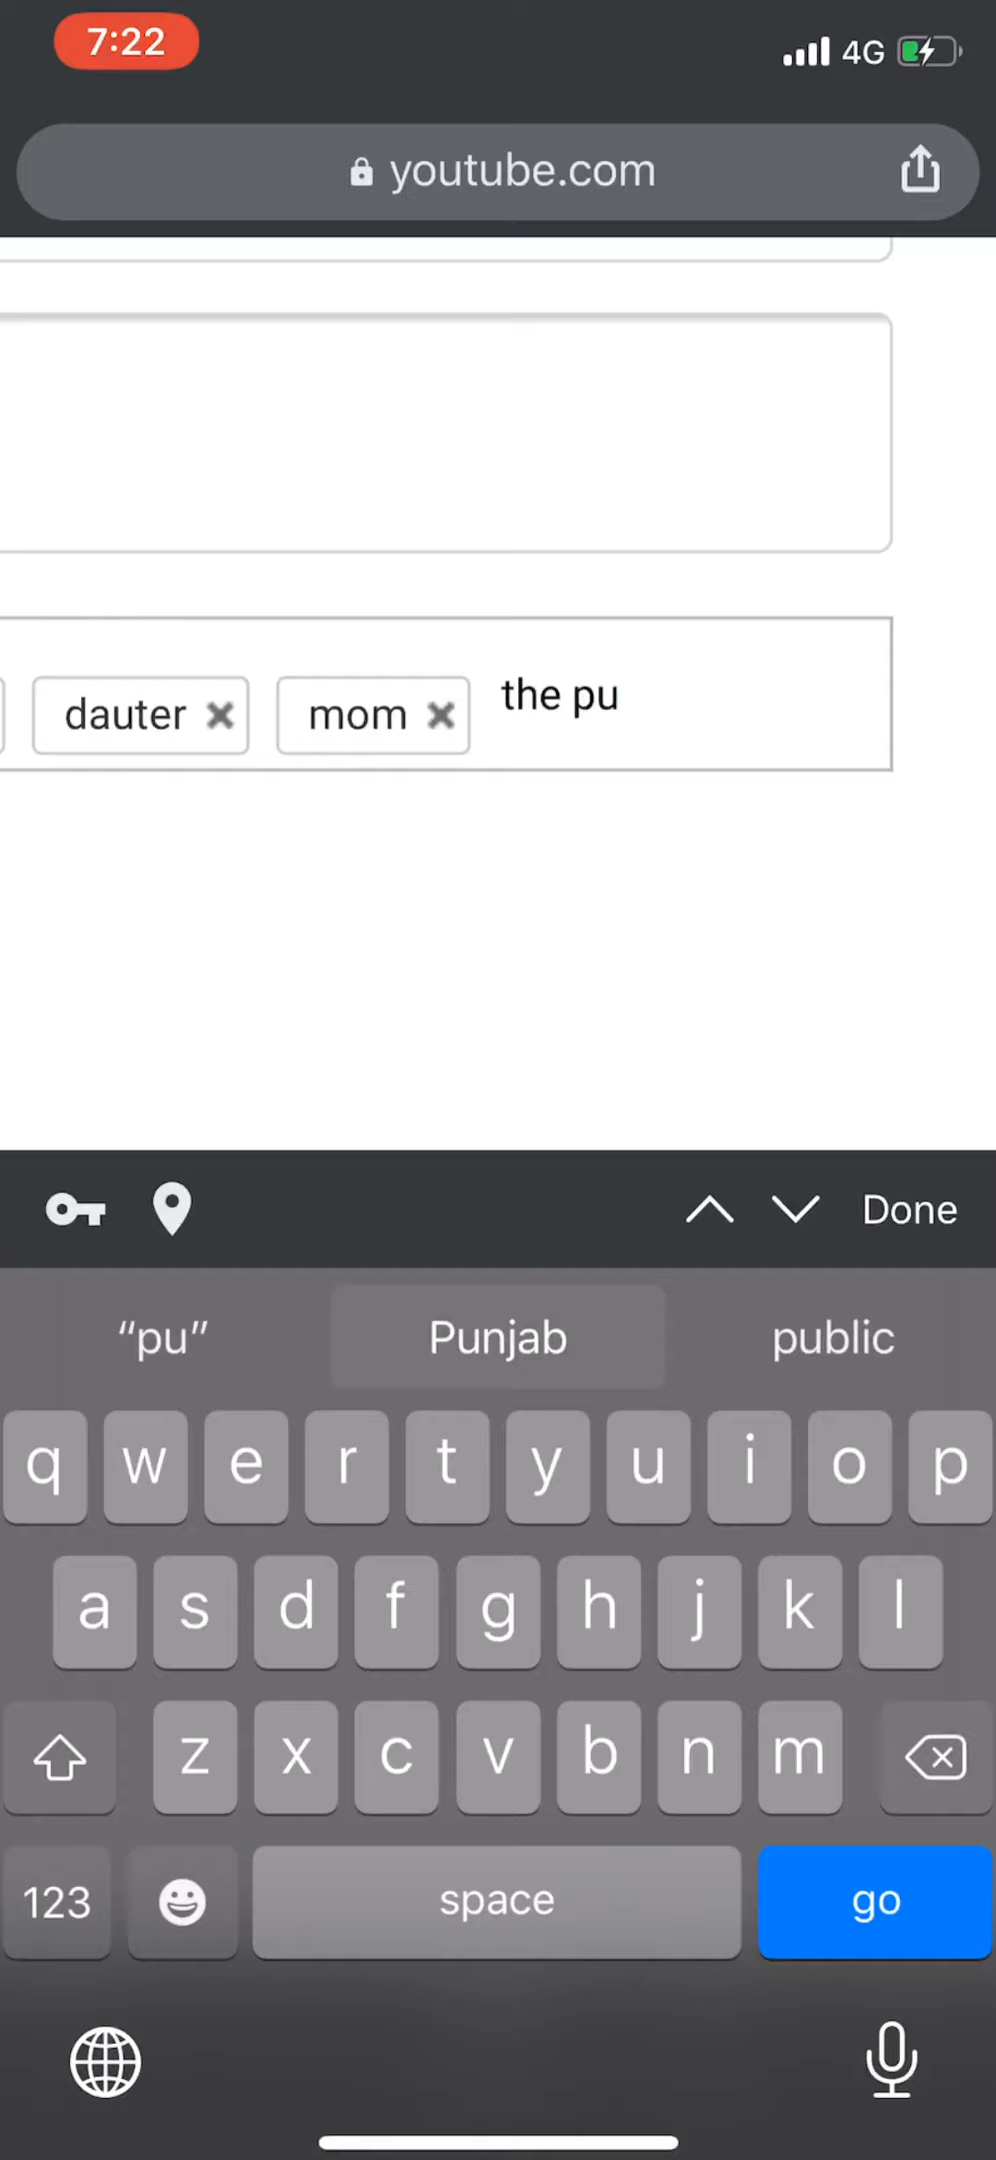 7:22 4G
youtube.com
dauter mom the pu
Done
“pu” Punjab public
q w e r t y u i o p
a s d f g h j k l
z x c v b n m
123 space go